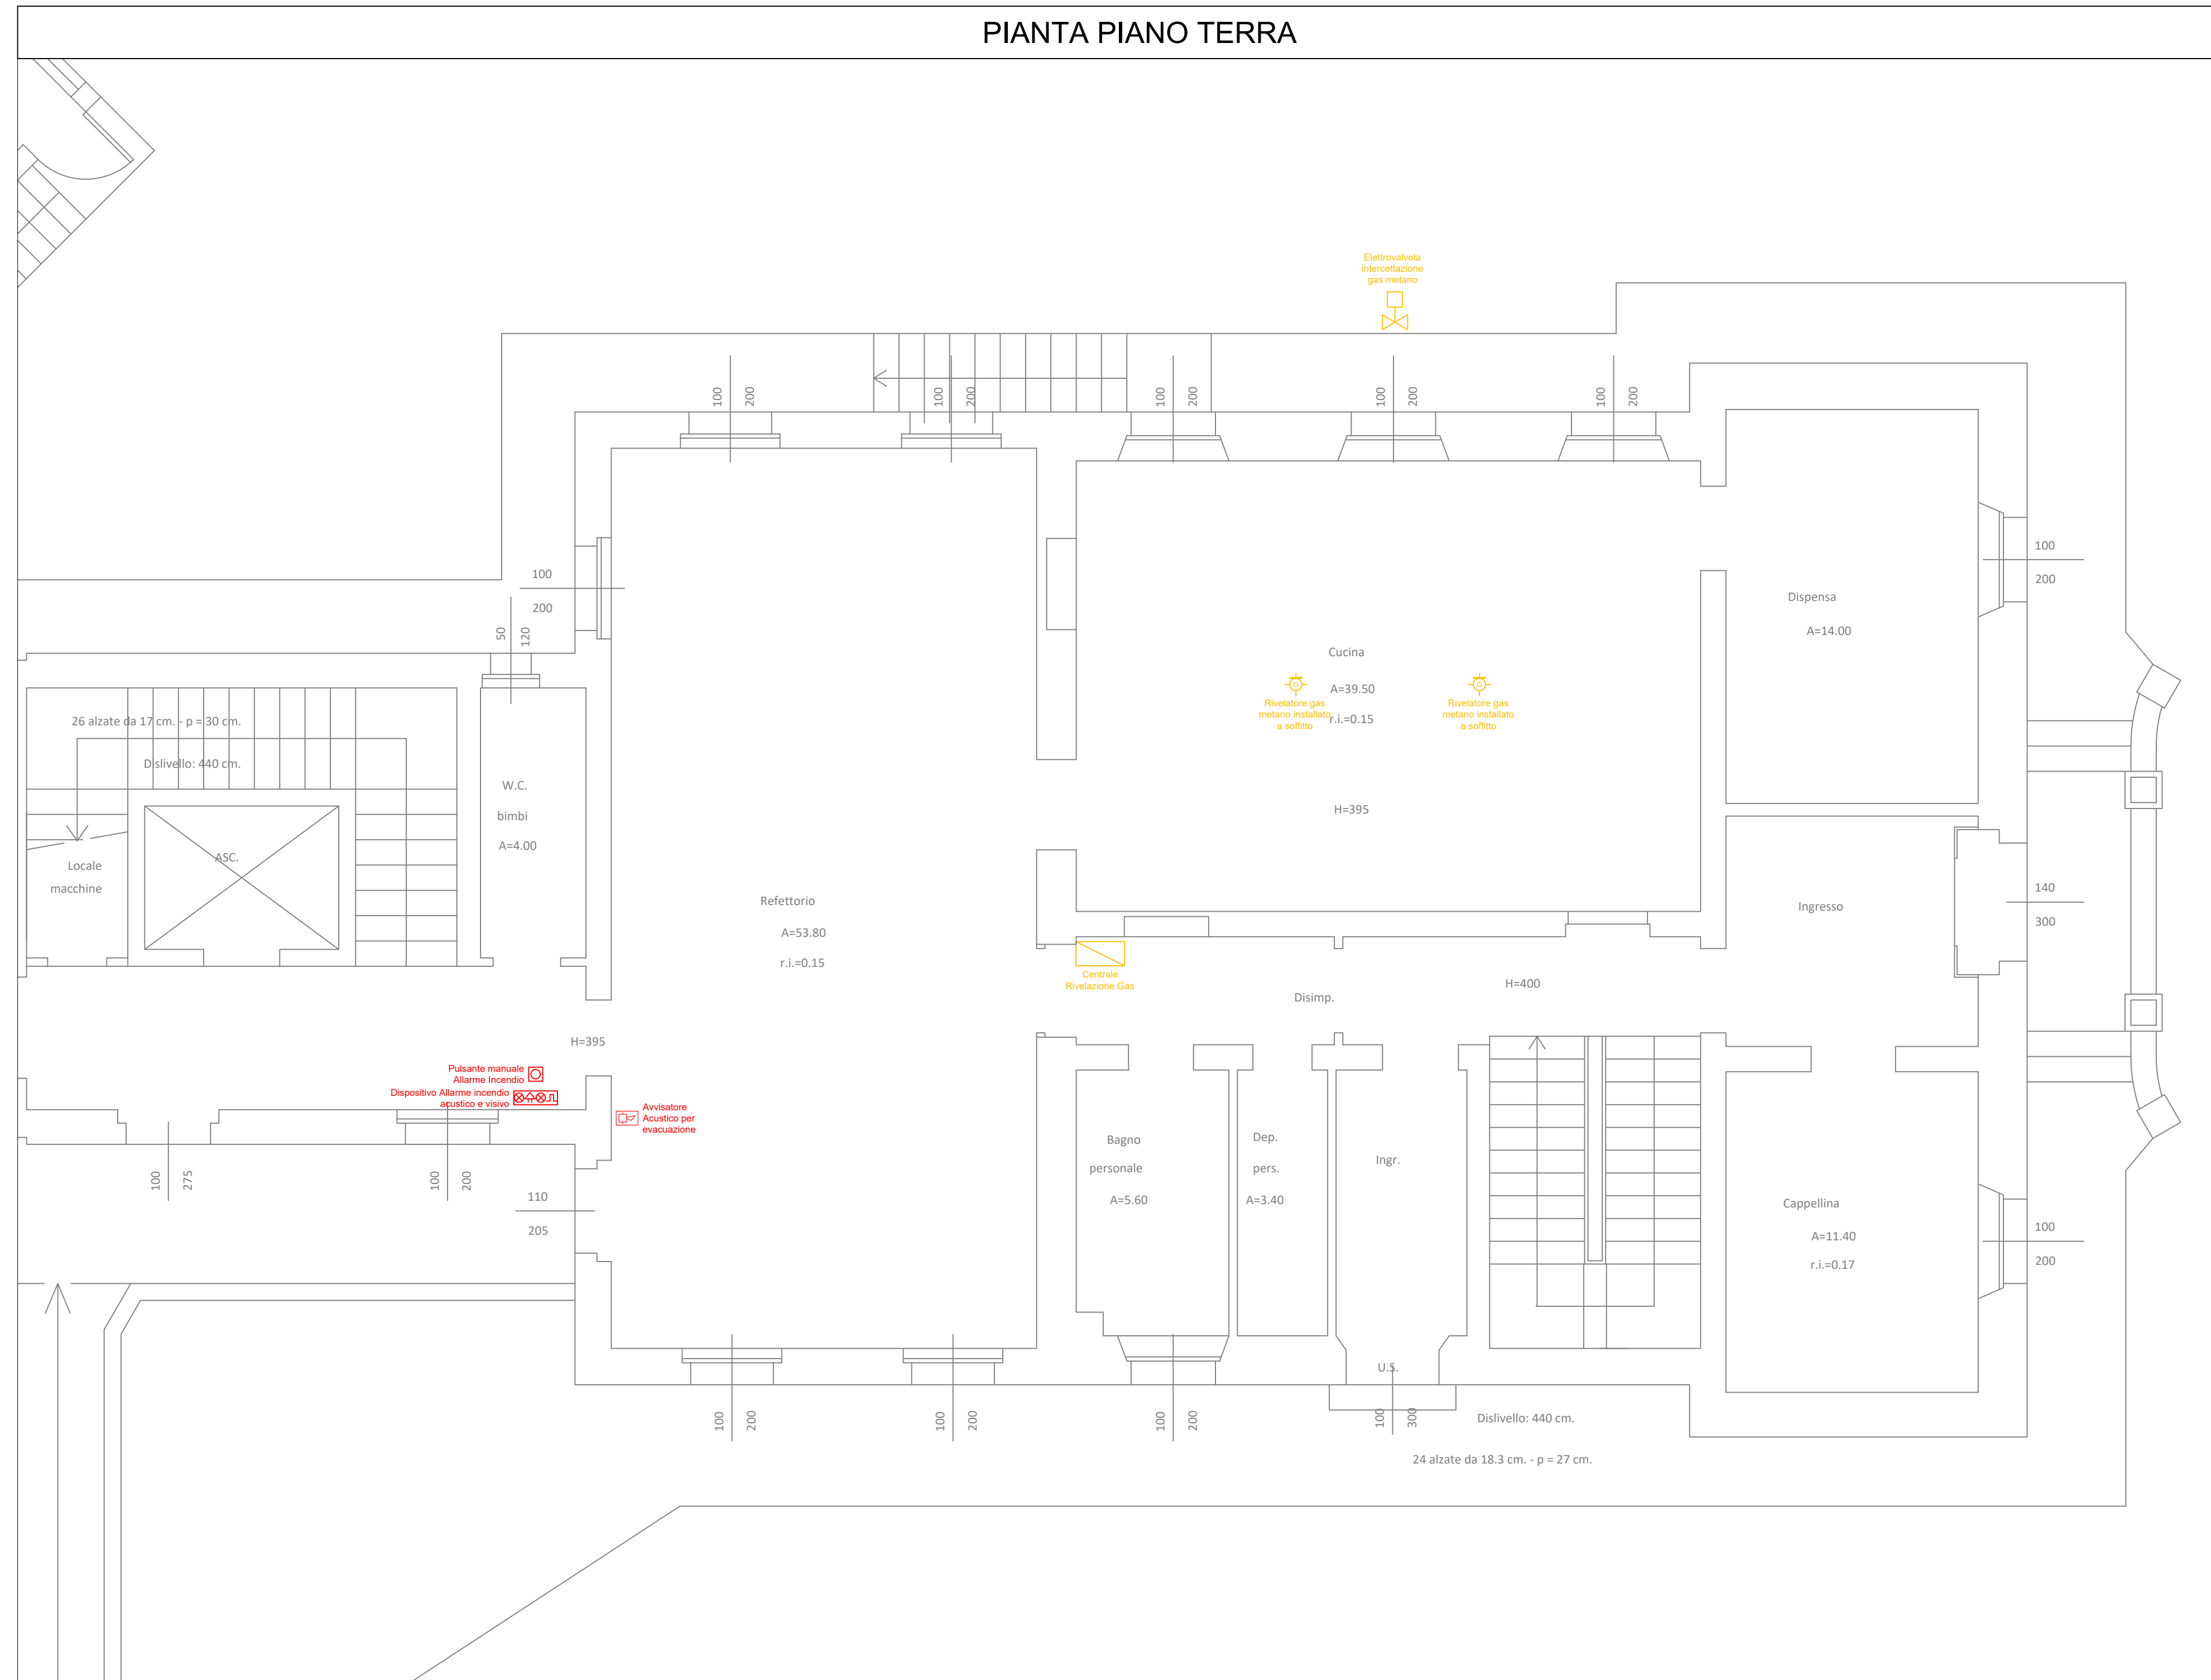 PIANTA PIANO TERRA
Elettrovalvola
intercettazione
gas metano
100
200
100
200
100
200
100
200
100
200
100
200
50
120
100
200
Dispensa
A=14.00
Cucina
A=39.50
r.i.=0.15
Rivelatore gas
metano installato
a soffitto
Rivelatore gas
metano installato
a soffitto
H=395
26 alzate da 17 cm. - p = 30 cm.
Dislivello: 440 cm.
W.C.
bimbi
A=4.00
ASC.
Locale
macchine
Refettorio
A=53.80
r.i.=0.15
Ingresso
140
300
Centrale
Rivelazione Gas
Disimp.
H=400
H=395
Pulsante manuale
Allarme Incendio
Dispositivo Allarme incendio
acustico e visivo
Avvisatore
Acustico per
evacuazione
Bagno
personale
A=5.60
Dep.
pers.
A=3.40
Ingr.
100
275
100
200
110
205
Cappellina
A=11.40
r.i.=0.17
100
200
U.S.
100
200
100
200
100
200
100
300
Dislivello: 440 cm.
24 alzate da 18.3 cm. - p = 27 cm.
G
G